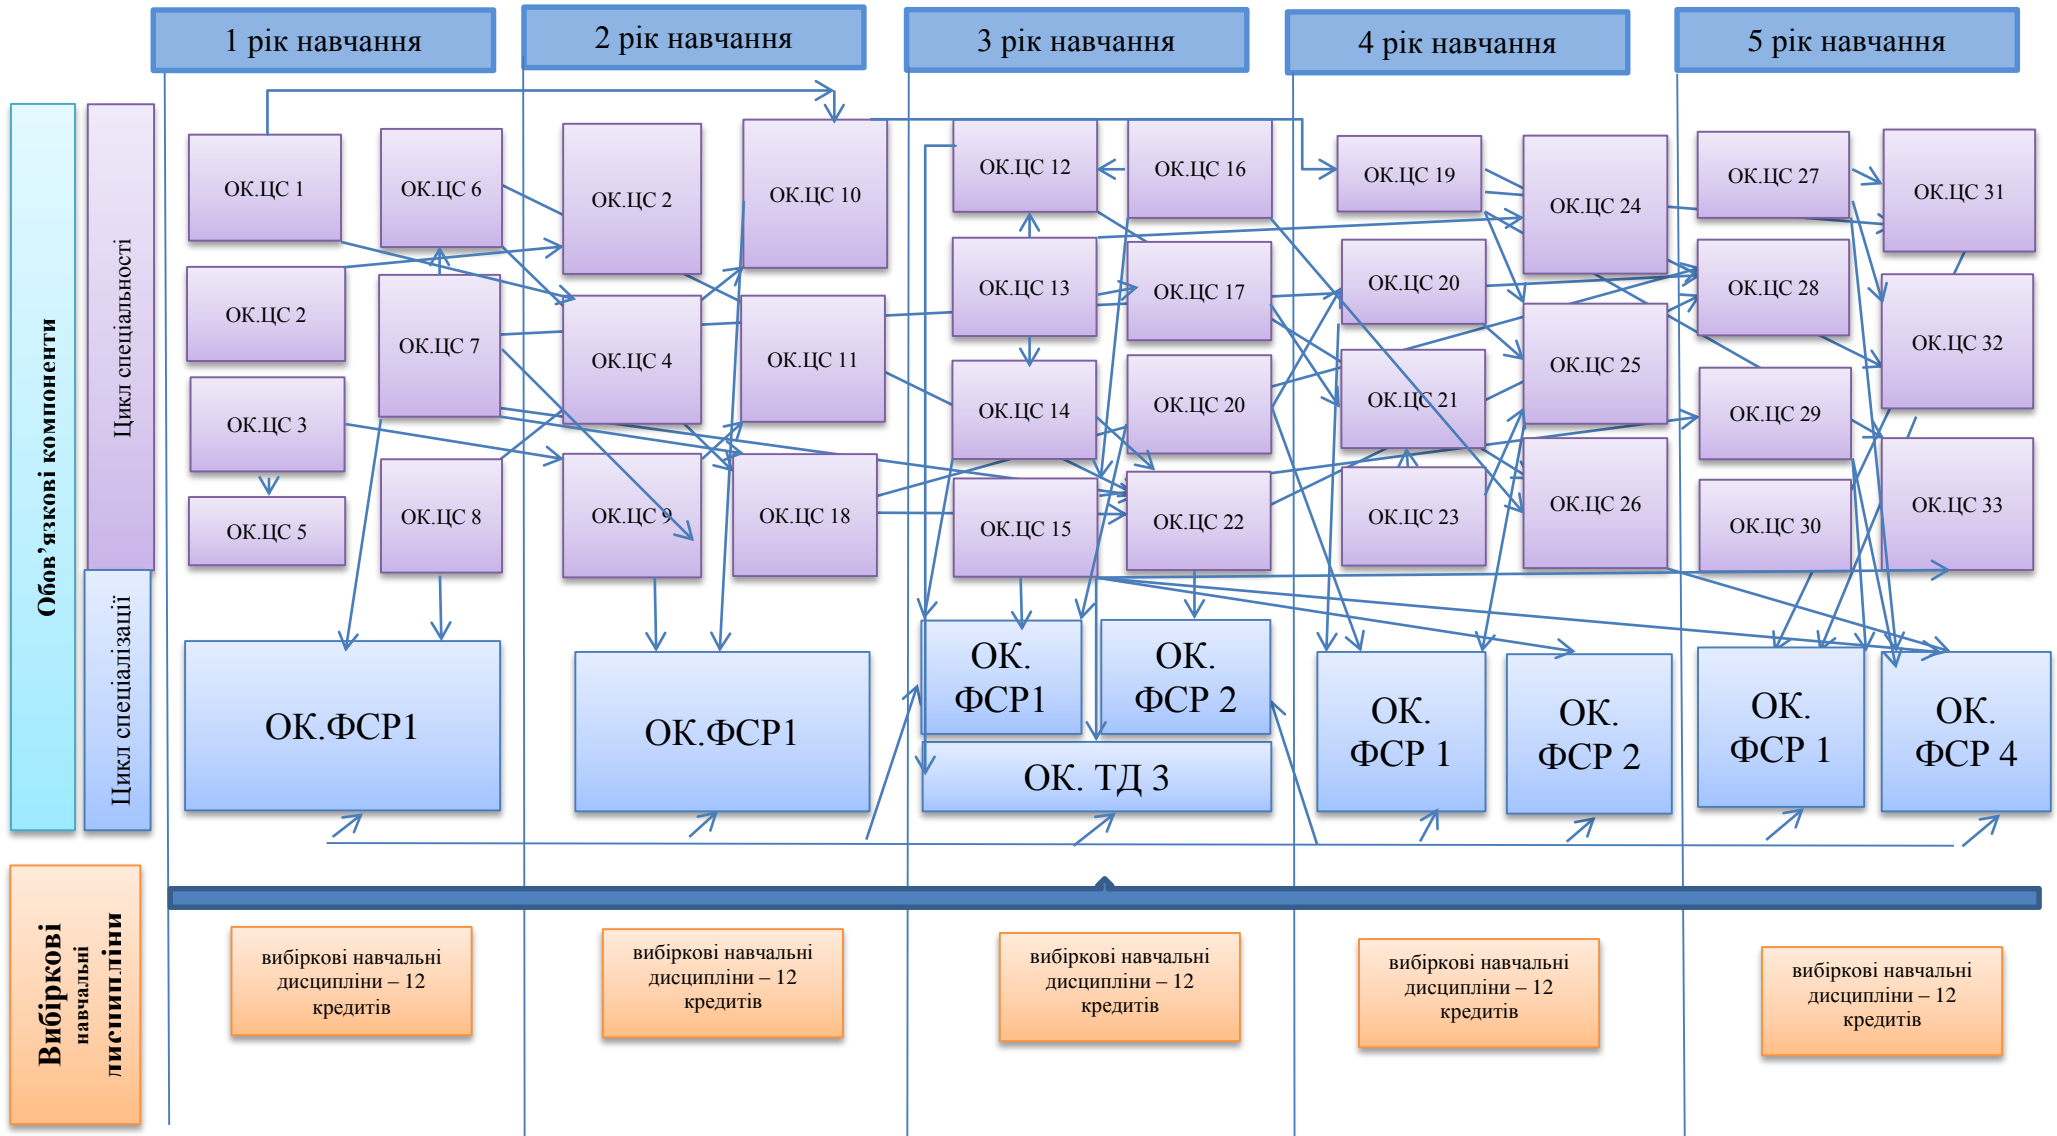 1 рік навчання
2 рік навчання
3 рік навчання
4 рік навчання
5 рік навчання
Обов’язкові компоненти
Цикл спеціальності
Цикл спеціалізації
ОК.ЦС 1
ОК.ЦС 2
ОК.ЦС 3
ОК.ЦС 5
ОК.ЦС 6
ОК.ЦС 7
ОК.ЦС 8
ОК.ЦС 2
ОК.ЦС 4
ОК.ЦС 9
ОК.ЦС 10
ОК.ЦС 11
ОК.ЦС 18
ОК.ЦС 12
ОК.ЦС 13
ОК.ЦС 14
ОК.ЦС 15
ОК.ЦС 16
ОК.ЦС 17
ОК.ЦС 20
ОК.ЦС 22
ОК.ЦС 19
ОК.ЦС 20
ОК.ЦС 21
ОК.ЦС 23
ОК.ЦС 24
ОК.ЦС 25
ОК.ЦС 26
ОК.ЦС 27
ОК.ЦС 28
ОК.ЦС 29
ОК.ЦС 30
ОК.ЦС 31
ОК.ЦС 32
ОК.ЦС 33
ОК.ФСР1
ОК.ФСР1
ОК.
ФСР1
ОК.
ФСР 2
ОК. ТД 3
ОК.
ФСР 1
ОК.
ФСР 2
ОК.
ФСР 1
ОК.
ФСР 4
Вибіркові
навчальні
дисципліни
вибіркові навчальні
дисципліни – 12
кредитів
вибіркові навчальні
дисципліни – 12
кредитів
вибіркові навчальні
дисципліни – 12
кредитів
вибіркові навчальні
дисципліни – 12
кредитів
вибіркові навчальні
дисципліни – 12
кредитів